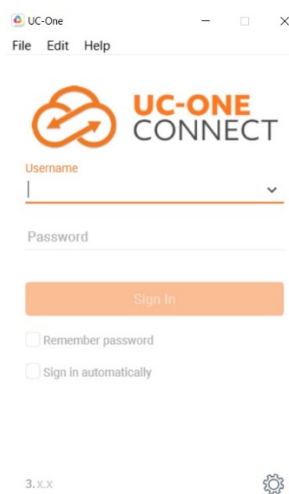 UC-One
File Edit Help
UC-ONE
CONNECT
Username
Password
Sign In
Remember password
Sign in automatically
3.x.x